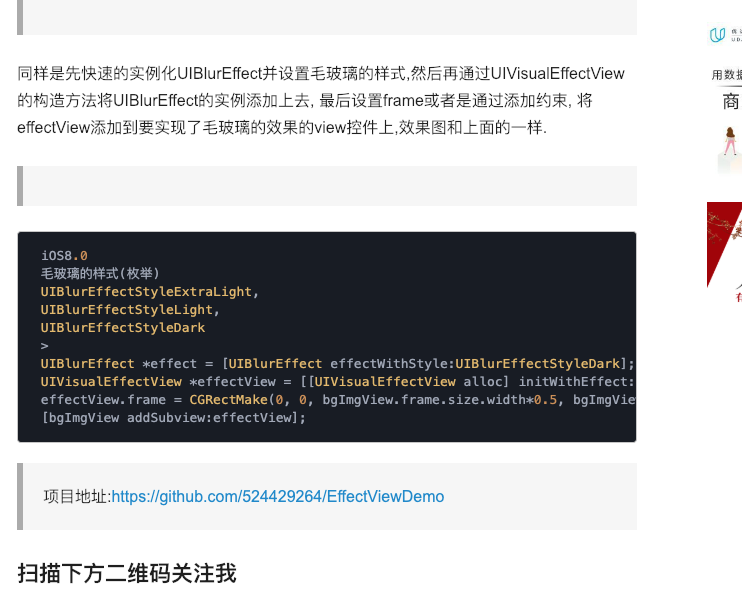 同样是先快速的实例化UIBlurEffect并设置毛玻璃的样式,然后再通过UIVisualEffectView
的构造方法将UIBlurEffect的实例添加上去, 最后设置frame或者是通过添加约束, 将
effectView添加到要实现了毛玻璃的效果的view控件上,效果图和上面的一样.
iOS8.0
毛玻璃的样式(枚举)
UIBlurEffectStyleExtraLight,
UIBlurEffectStyleLight,
UIBlurEffectStyleDark
>
UIBlurEffect *effect = [UIBlurEffect effectWithStyle:UIBlurEffectStyleDark];
UIVisualEffectView *effectView = [[UIVisualEffectView alloc] initWithEffect:
effectView.frame = CGRectMake(0, 0, bgImgView.frame.size.width*0.5, bgImgVie
[bgImgView addSubview:effectView];
项目地址:https://github.com/524429264/EffectViewDemo
扫描下方二维码关注我
用数据
商